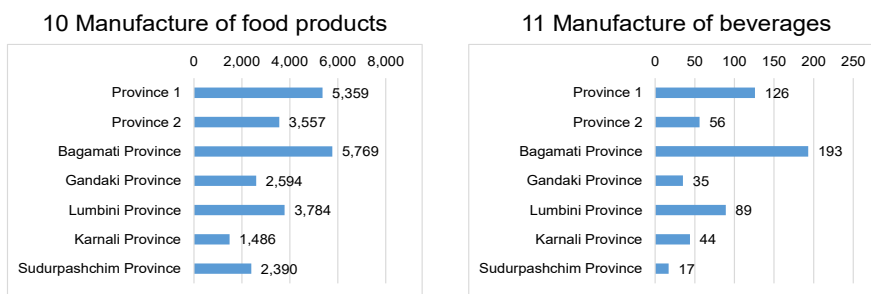 10 Manufacture of food products
0 2,000 4,000 6,000 8,000
Province 1 5,359
Province 2 3,557
Bagamati Province 5,769
Gandaki Province 2,594
Lumbini Province 3,784
Karnali Province 1,486
Sudurpashchim Province 2,390
11 Manufacture of beverages
0 50 100 150 200 250
Province 1 126
Province 2 56
Bagamati Province 193
Gandaki Province 35
Lumbini Province 89
Karnali Province 44
Sudurpashchim Province 17